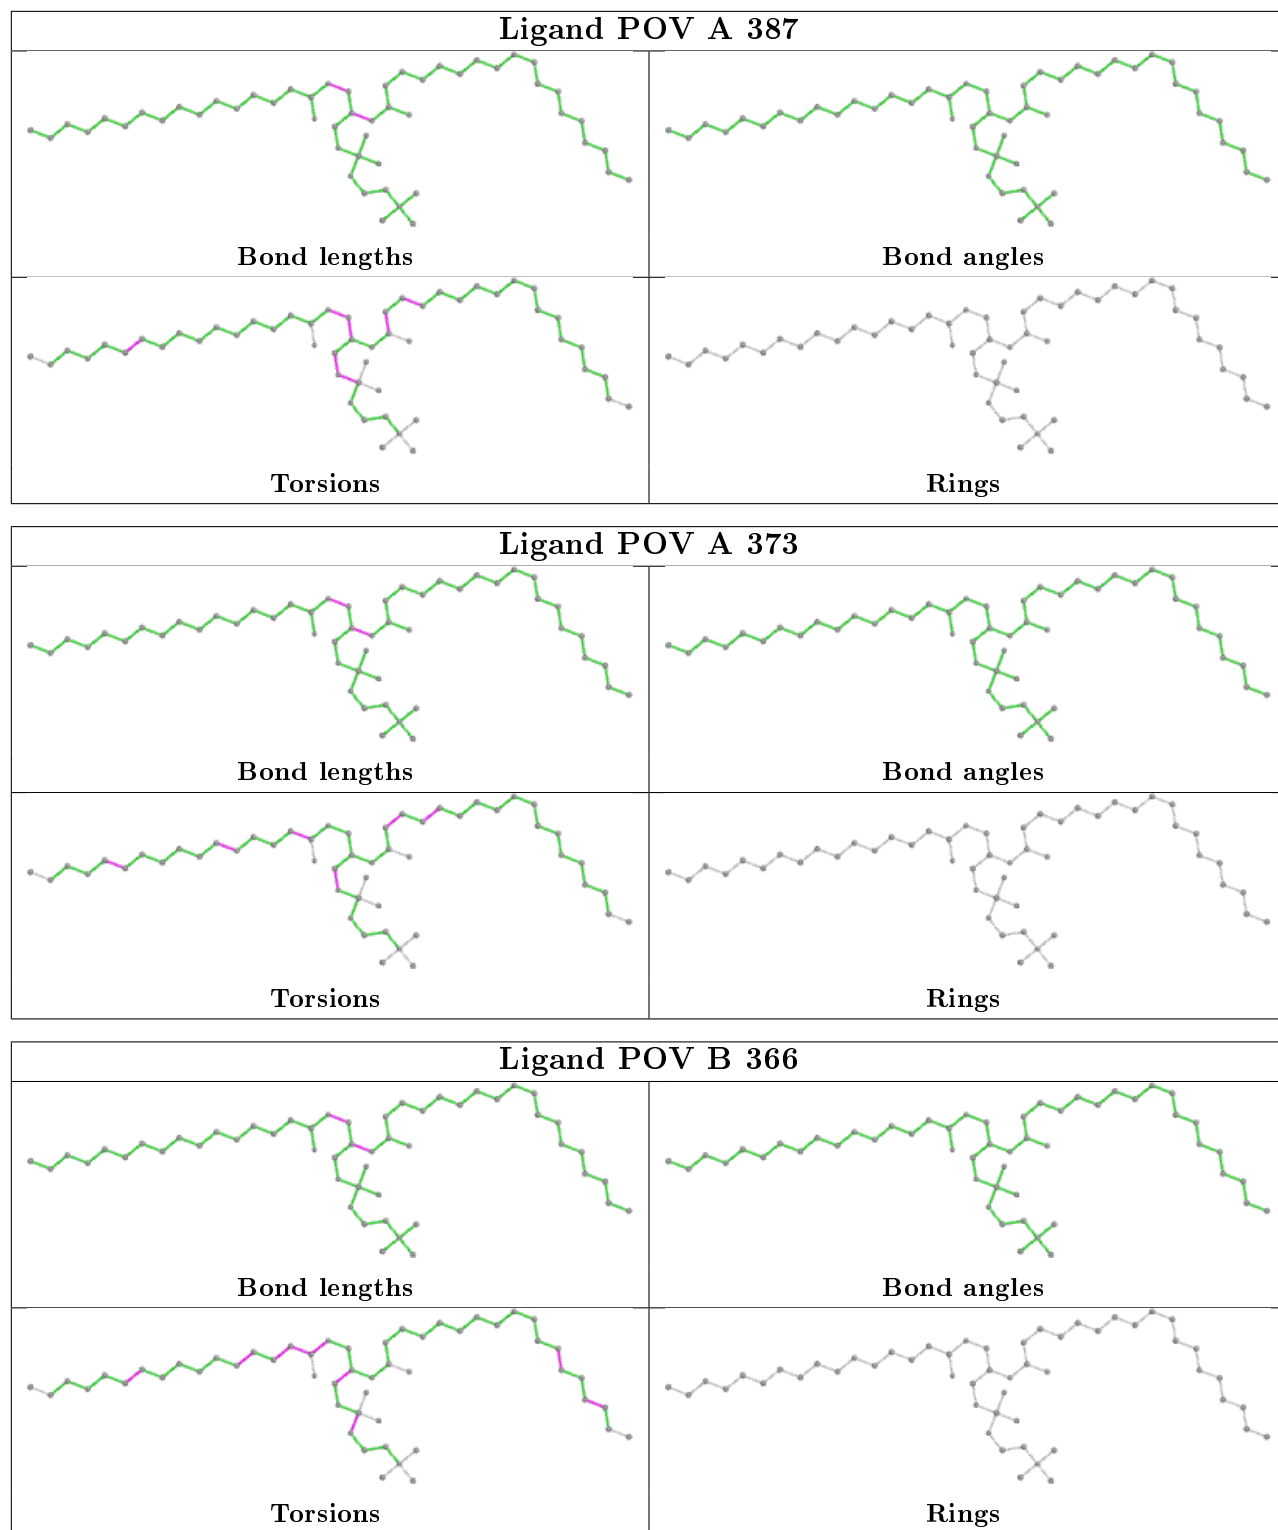 Ligand POV A 387
Bond lengths
Bond angles
Torsions
Rings
Ligand POV A 373
Bond lengths
Bond angles
Torsions
Rings
Ligand POV B 366
Bond lengths
Bond angles
Torsions
Rings